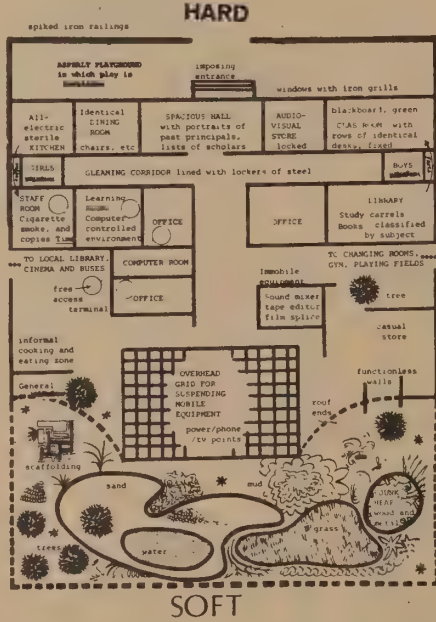 HARD
spiked iron railings
ASPHALT PLAYGROUND
in which play is
imposing
entrance
windows with iron grills
All-
electric
sterile
KITCHEN
Identical
DINING
ROOM
chairs, etc
SPACIOUS HALL
with portraits of
past principals,
lists of scholars
AUDIO-
VISUAL
STORE
locked
blackboard, green
CLASSROOM with
rows of identical
desks, fixed
GIRLS
GLEAMING CORRIDOR lined with lockers of steel
BOYS
STAFF
ROOM
Cigarette
smoke, and
copies Time
Learning
Computer
controlled
environment
OFFICE
OFFICE
LIBRARY
Study carrels
Books classified
by subject
TO LOCAL LIBRARY,
CINEMA AND BUSES
COMPUTER ROOM
TO CHANGING ROOMS,
GYM, PLAYING FIELDS
free
access
terminal
OFFICE
Immobile
equipment
Sound mixer
tape editor
film splice
tree
casual
store
informal
cooking and
eating zone
General
OVERHEAD
GRID FOR
SUSPENDING
MOBILE
EQUIPMENT
power/phone
/tv points
functionless
walls
roof
ends
scaffolding
sand
mud
JUNK
HEAP
wood and
metal
grass
trees
water
SOFT